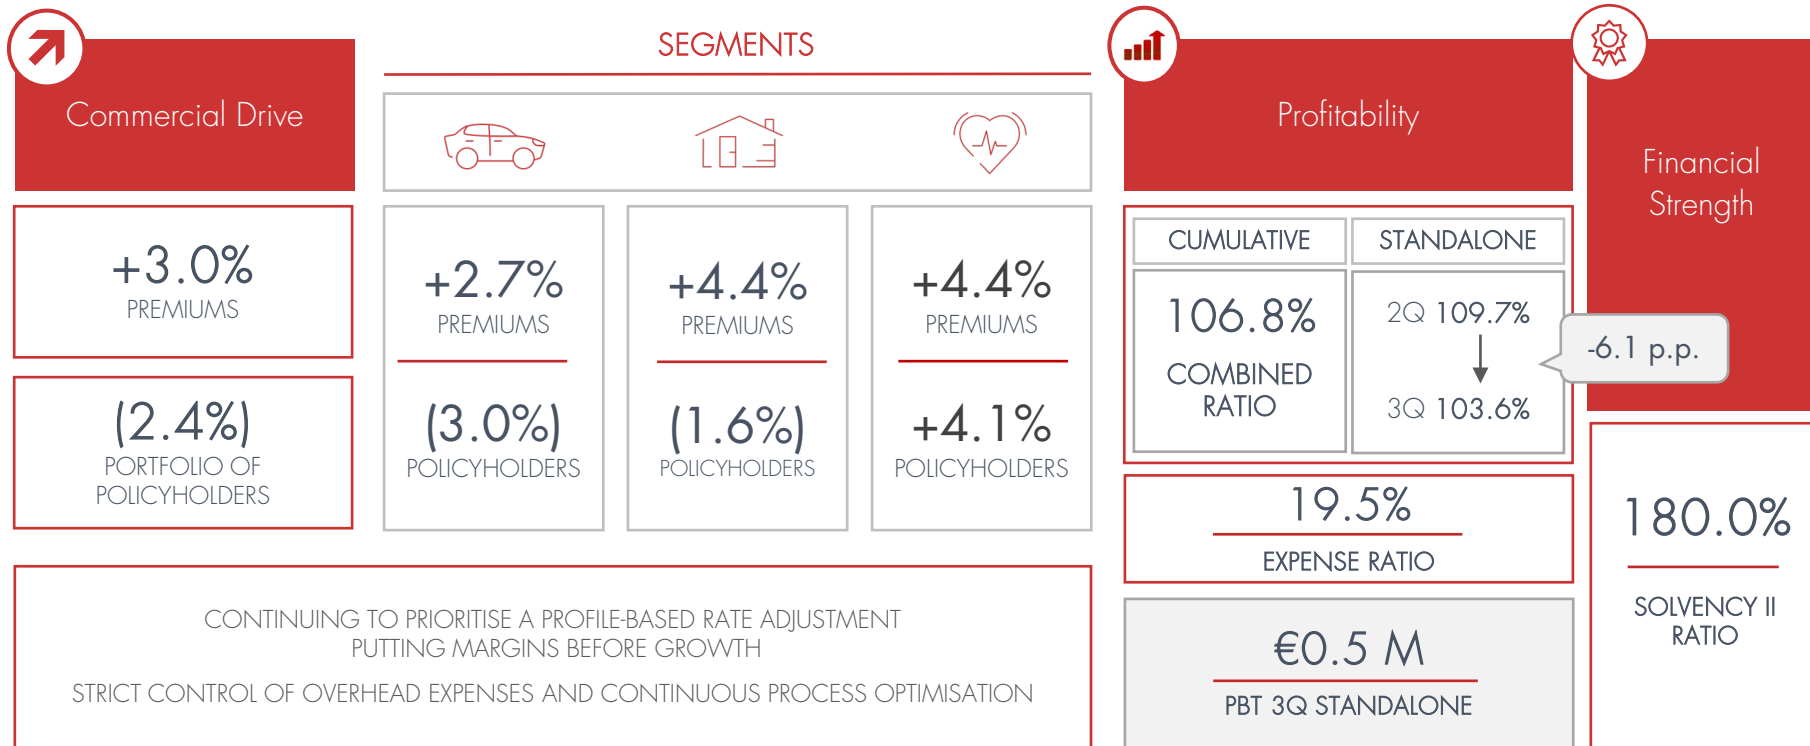 Commercial Drive
+3.0%
PREMIUMS
(2.4%)
PORTFOLIO OF
POLICYHOLDERS
SEGMENTS
+2.7%
PREMIUMS
(3.0%)
POLICYHOLDERS
+4.4%
PREMIUMS
(1.6%)
POLICYHOLDERS
+4.4%
PREMIUMS
+4.1%
POLICYHOLDERS
CONTINUING TO PRIORITISE A PROFILE-BASED RATE ADJUSTMENT
PUTTING MARGINS BEFORE GROWTH
STRICT CONTROL OF OVERHEAD EXPENSES AND CONTINUOUS PROCESS OPTIMISATION
Profitability
CUMULATIVE
106.8%
COMBINED
RATIO
STANDALONE
2Q 109.7%
3Q 103.6%
-6.1 p.p.
19.5%
EXPENSE RATIO
€0.5 M
PBT 3Q STANDALONE
Financial
Strength
180.0%
SOLVENCY II
RATIO